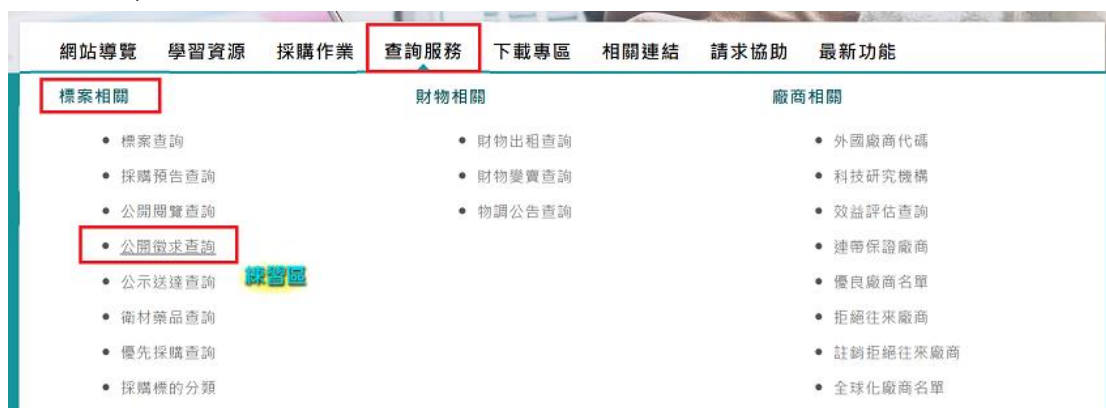 網站導覽 學習資源 採購作業 查詢服務 下載專區 相關連結 請求協助 最新功能
標案相關 財物相關 廠商相關
標案查詢 財物出租查詢 外國廠商代碼
採購預告查詢 財物變賣查詢 科技研究機構
公開閱覽查詢 物調公告查詢 效益評估查詢
公開徵求查詢 連帶保證廠商
公示送達查詢 練習區 優良廠商名單
衛材藥品查詢 拒絕往來廠商
優先採購查詢 註銷拒絕往來廠商
採購標的分類 全球化廠商名單